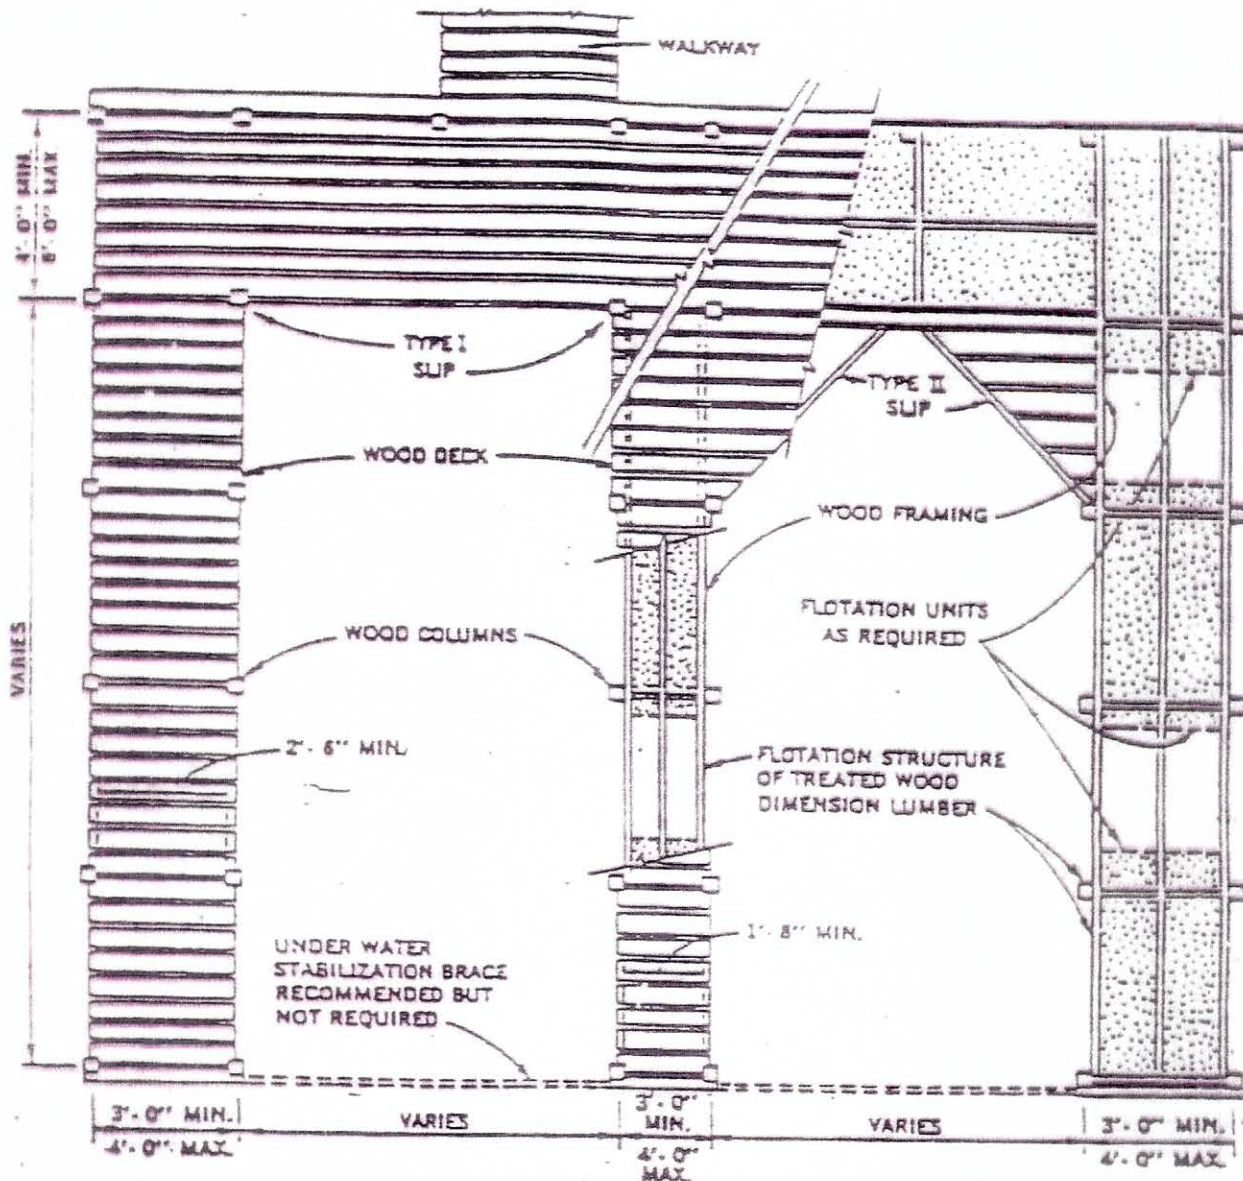 WALKWAY
4'-0" MIN.
8'-0" MAX
TYPE I
SLIP
TYPE II
SLIP
WOOD DECK
WOOD FRAMING
FLOTATION UNITS
AS REQUIRED
VARIES
WOOD COLUMNS
2'-6" MIN.
FLOTATION STRUCTURE
OF TREATED WOOD
DIMENSION LUMBER
1'-8" MIN.
UNDER WATER
STABILIZATION BRACE
RECOMMENDED BUT
NOT REQUIRED
3'-0" MIN.
4'-0" MAX.
VARIES
3'-0"
MIN.
4'-0"
MAX.
VARIES
3'-0" MIN.
4'-0" MAX.